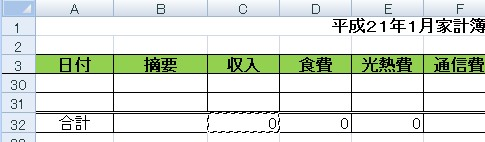 A B C D E F
1 平成21年1月家計簿
2
3 日付 摘要 収入 食費 光熱費 通信費
30
31
32 合計 0 0 0